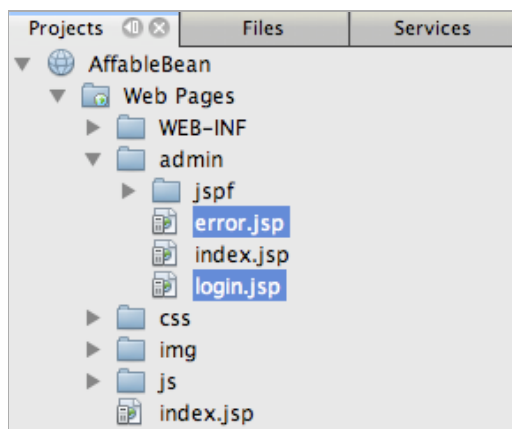 Projects Files Services
AffableBean
Web Pages
WEB-INF
admin
jspf
error.jsp
index.jsp
login.jsp
css
img
js
index.jsp